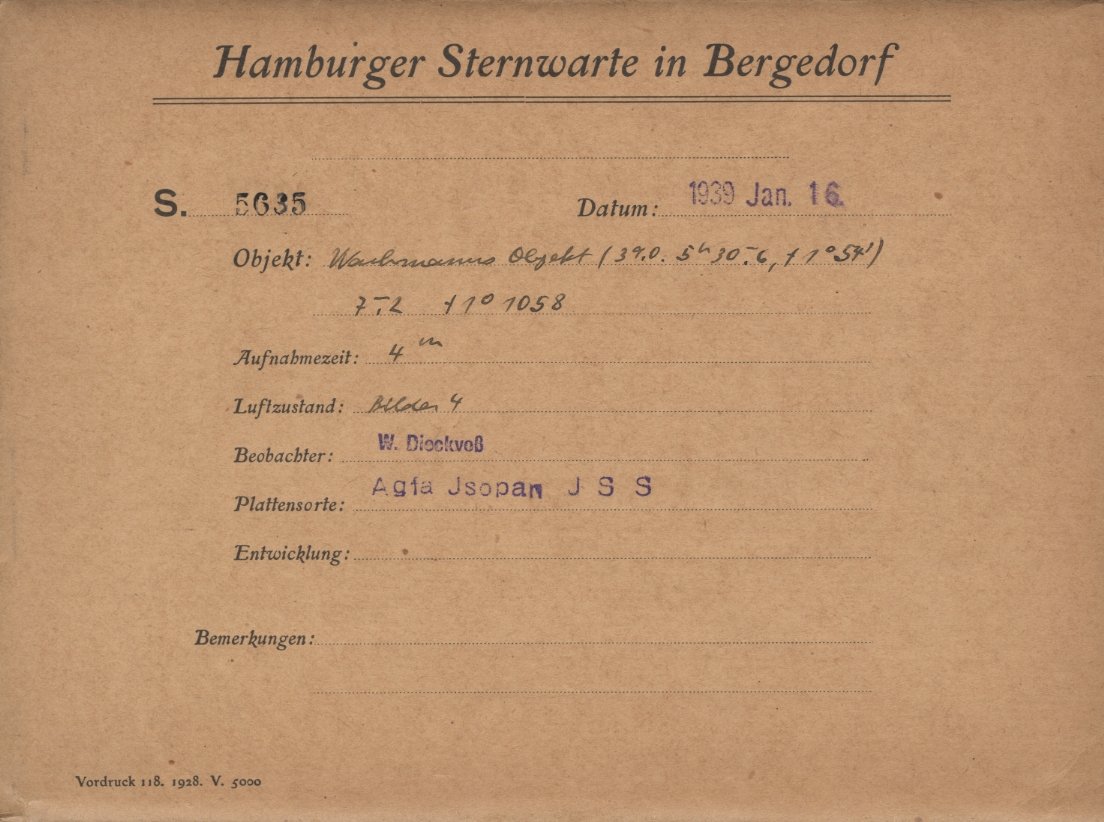 Hamburger Sternwarte in Bergedorf
S. 5635 Datum: 1939 Jan. 16.
Objekt: Wachmanns Objekt (39.0. 5ʰ 30ᵐ.6, +1° 54')
7ᵐ.2 +1° 1058
Aufnahmezeit: 4ᵐ
Luftzustand: Bilder 4
Beobachter: W. Dieckvoß
Plattensorte: Agfa Jsopan J S S
Entwicklung:
Bemerkungen:
Vordruck 118. 1928. V. 5000